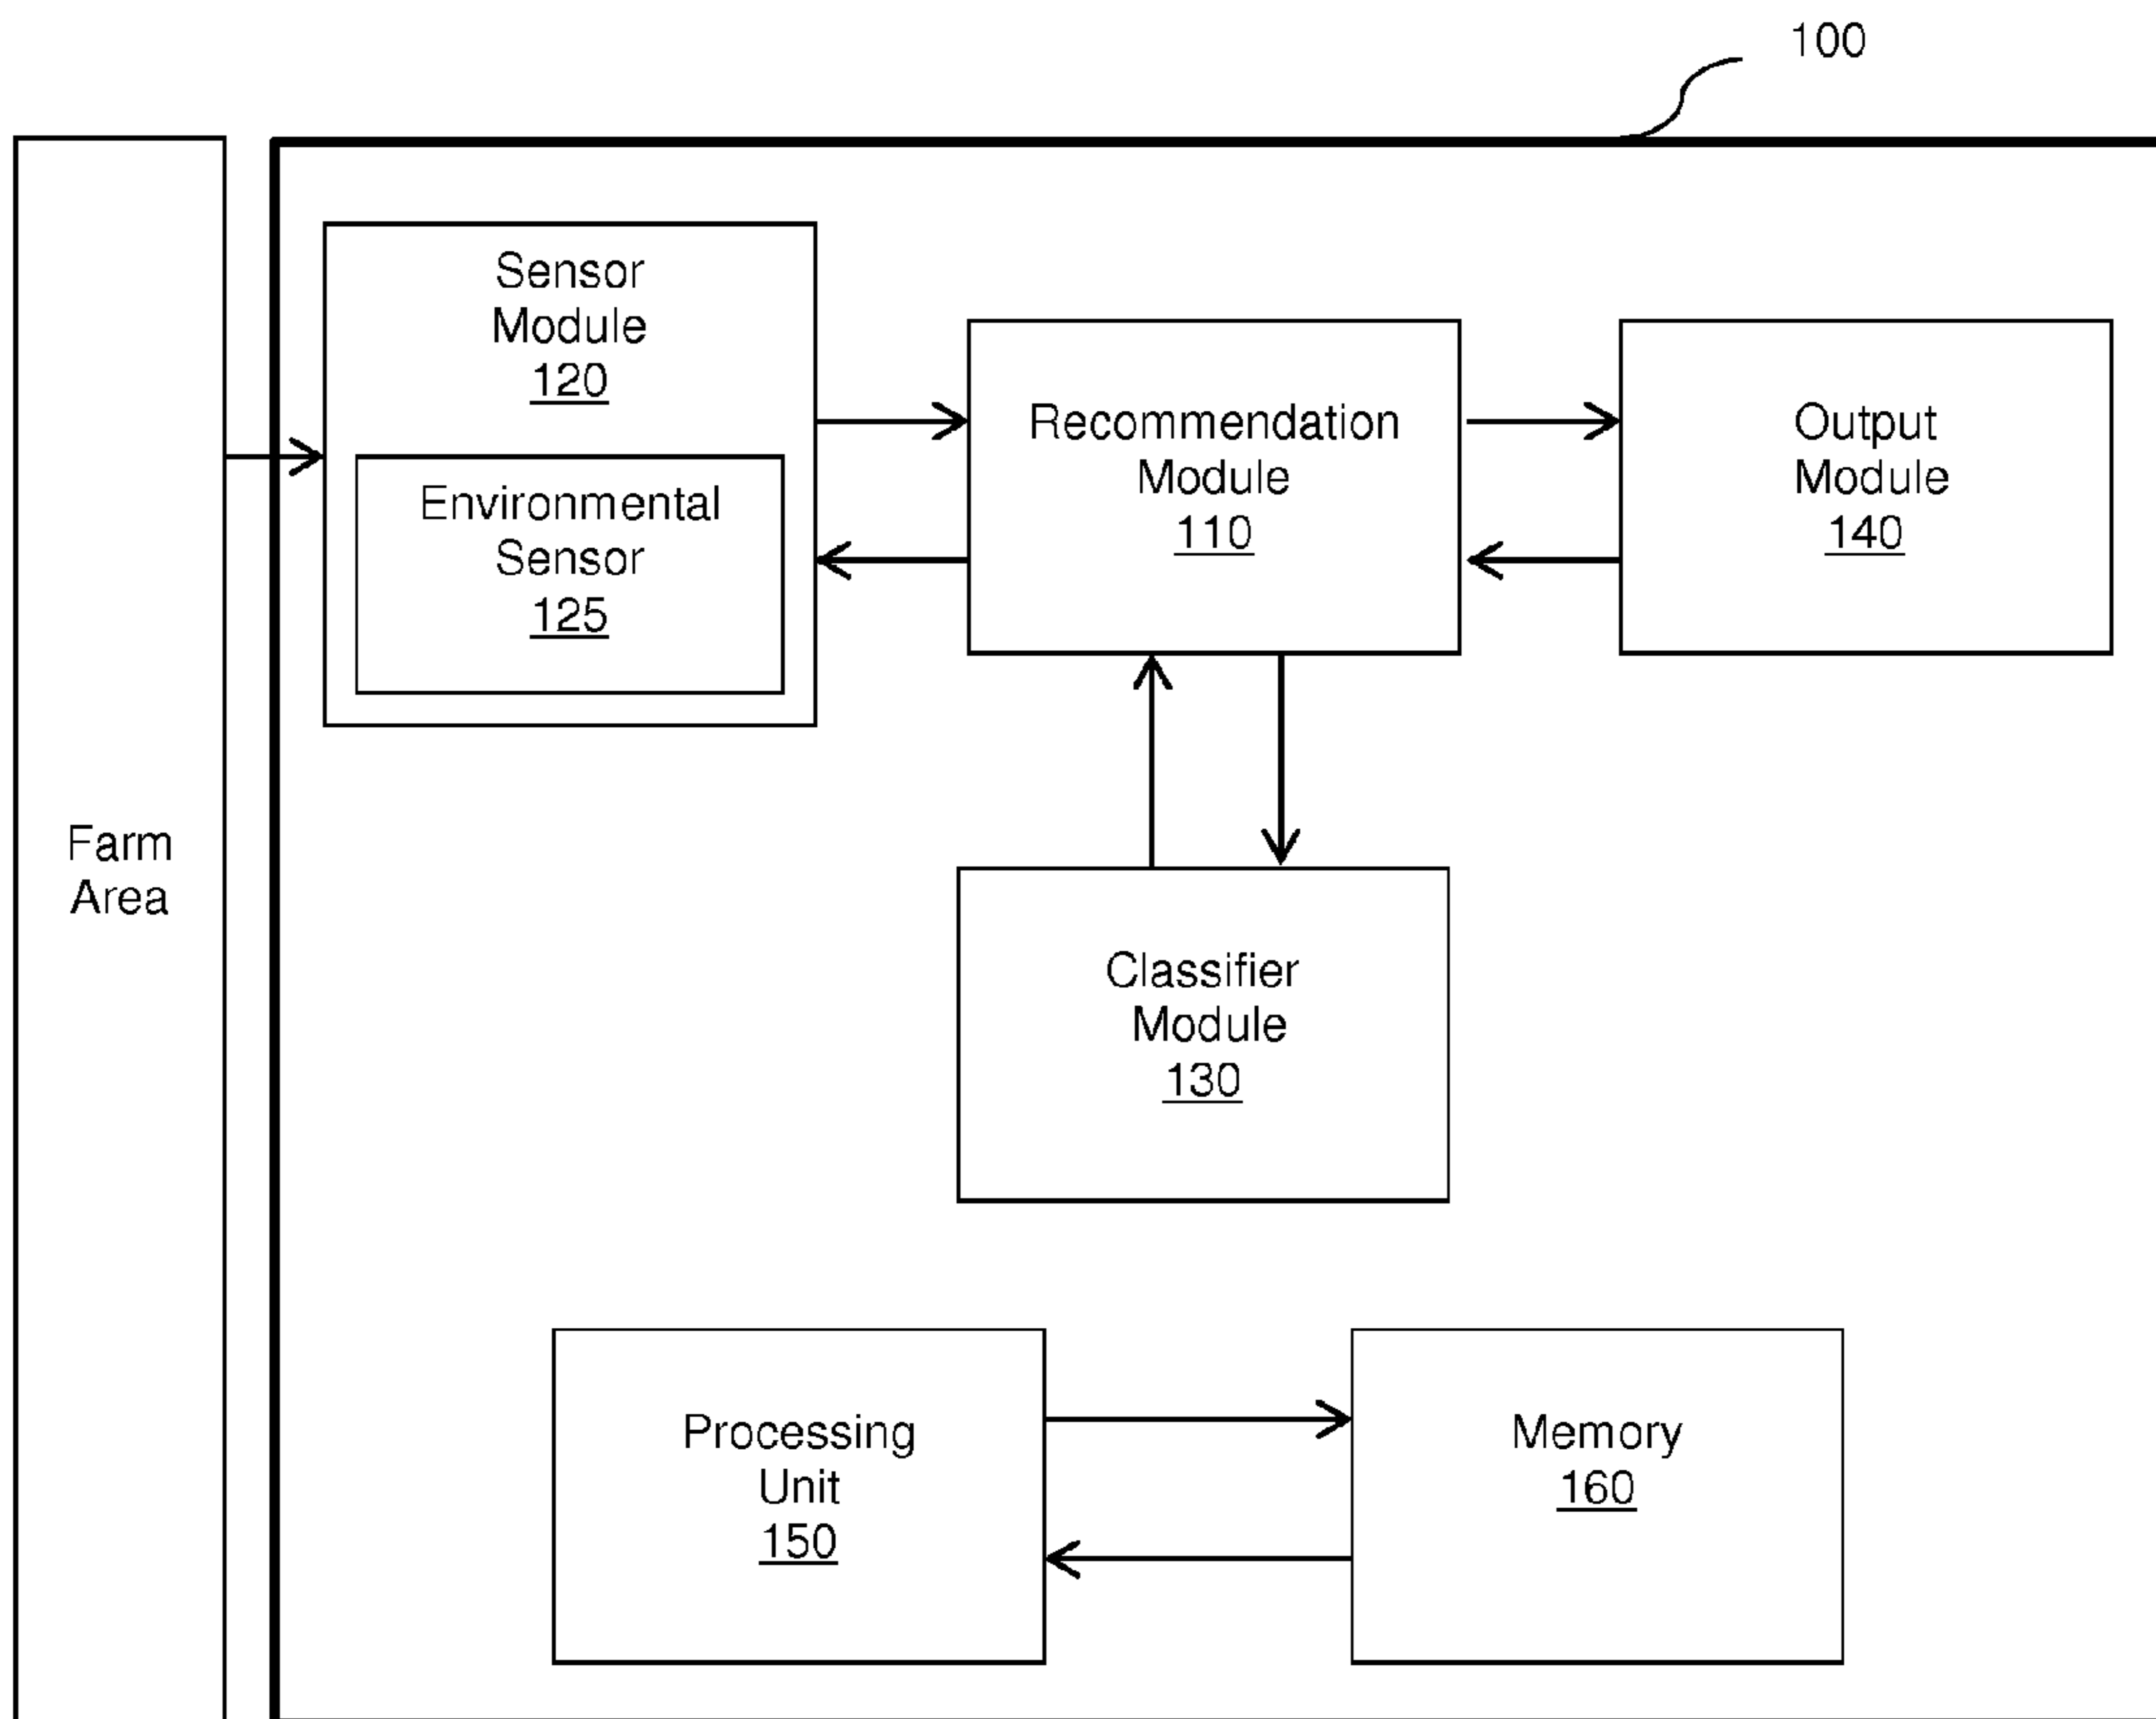 100
Sensor
Module
120
Environmental
Sensor
125
Recommendation
Module
110
Output
Module
140
Farm
Area
Classifier
Module
130
Processing
Unit
150
Memory
160